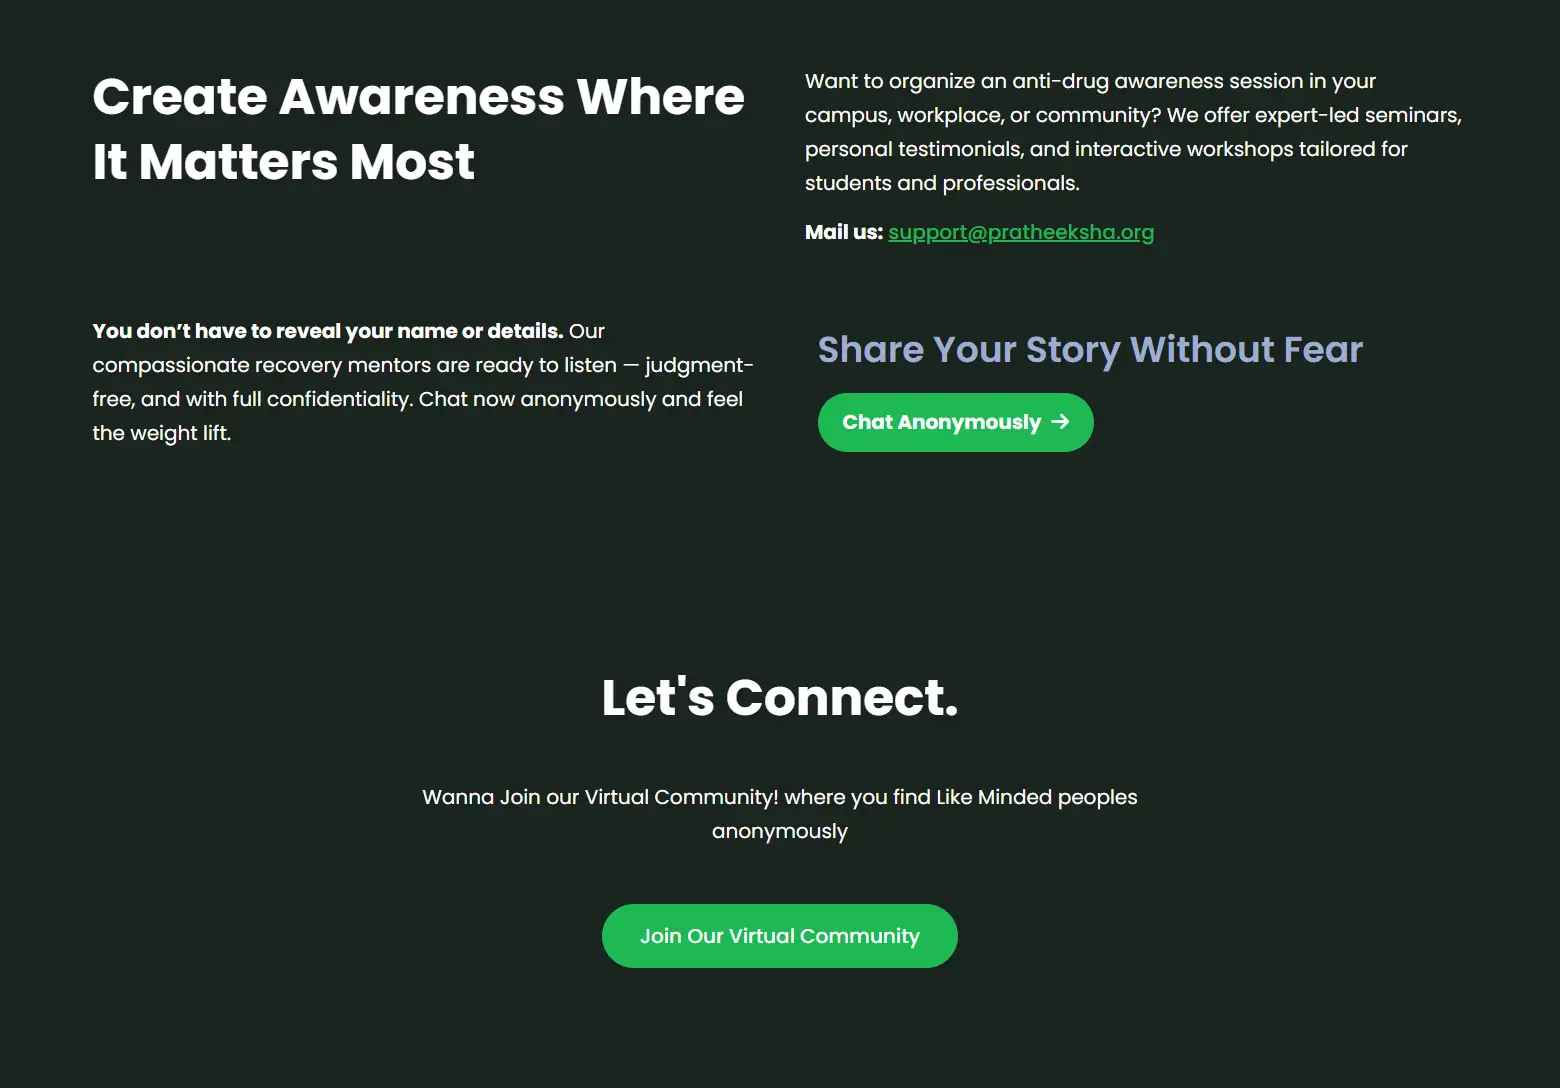 Create Awareness Where
It Matters Most
Want to organize an anti-drug awareness session in your
campus, workplace, or community? We offer expert-led seminars,
personal testimonials, and interactive workshops tailored for
students and professionals.
Mail us: support@pratheeksha.org
You don’t have to reveal your name or details. Our
compassionate recovery mentors are ready to listen — judgment-
free, and with full confidentiality. Chat now anonymously and feel
the weight lift.
Share Your Story Without Fear
Chat Anonymously →
Let's Connect.
Wanna Join our Virtual Community! where you find Like Minded peoples
anonymously
Join Our Virtual Community